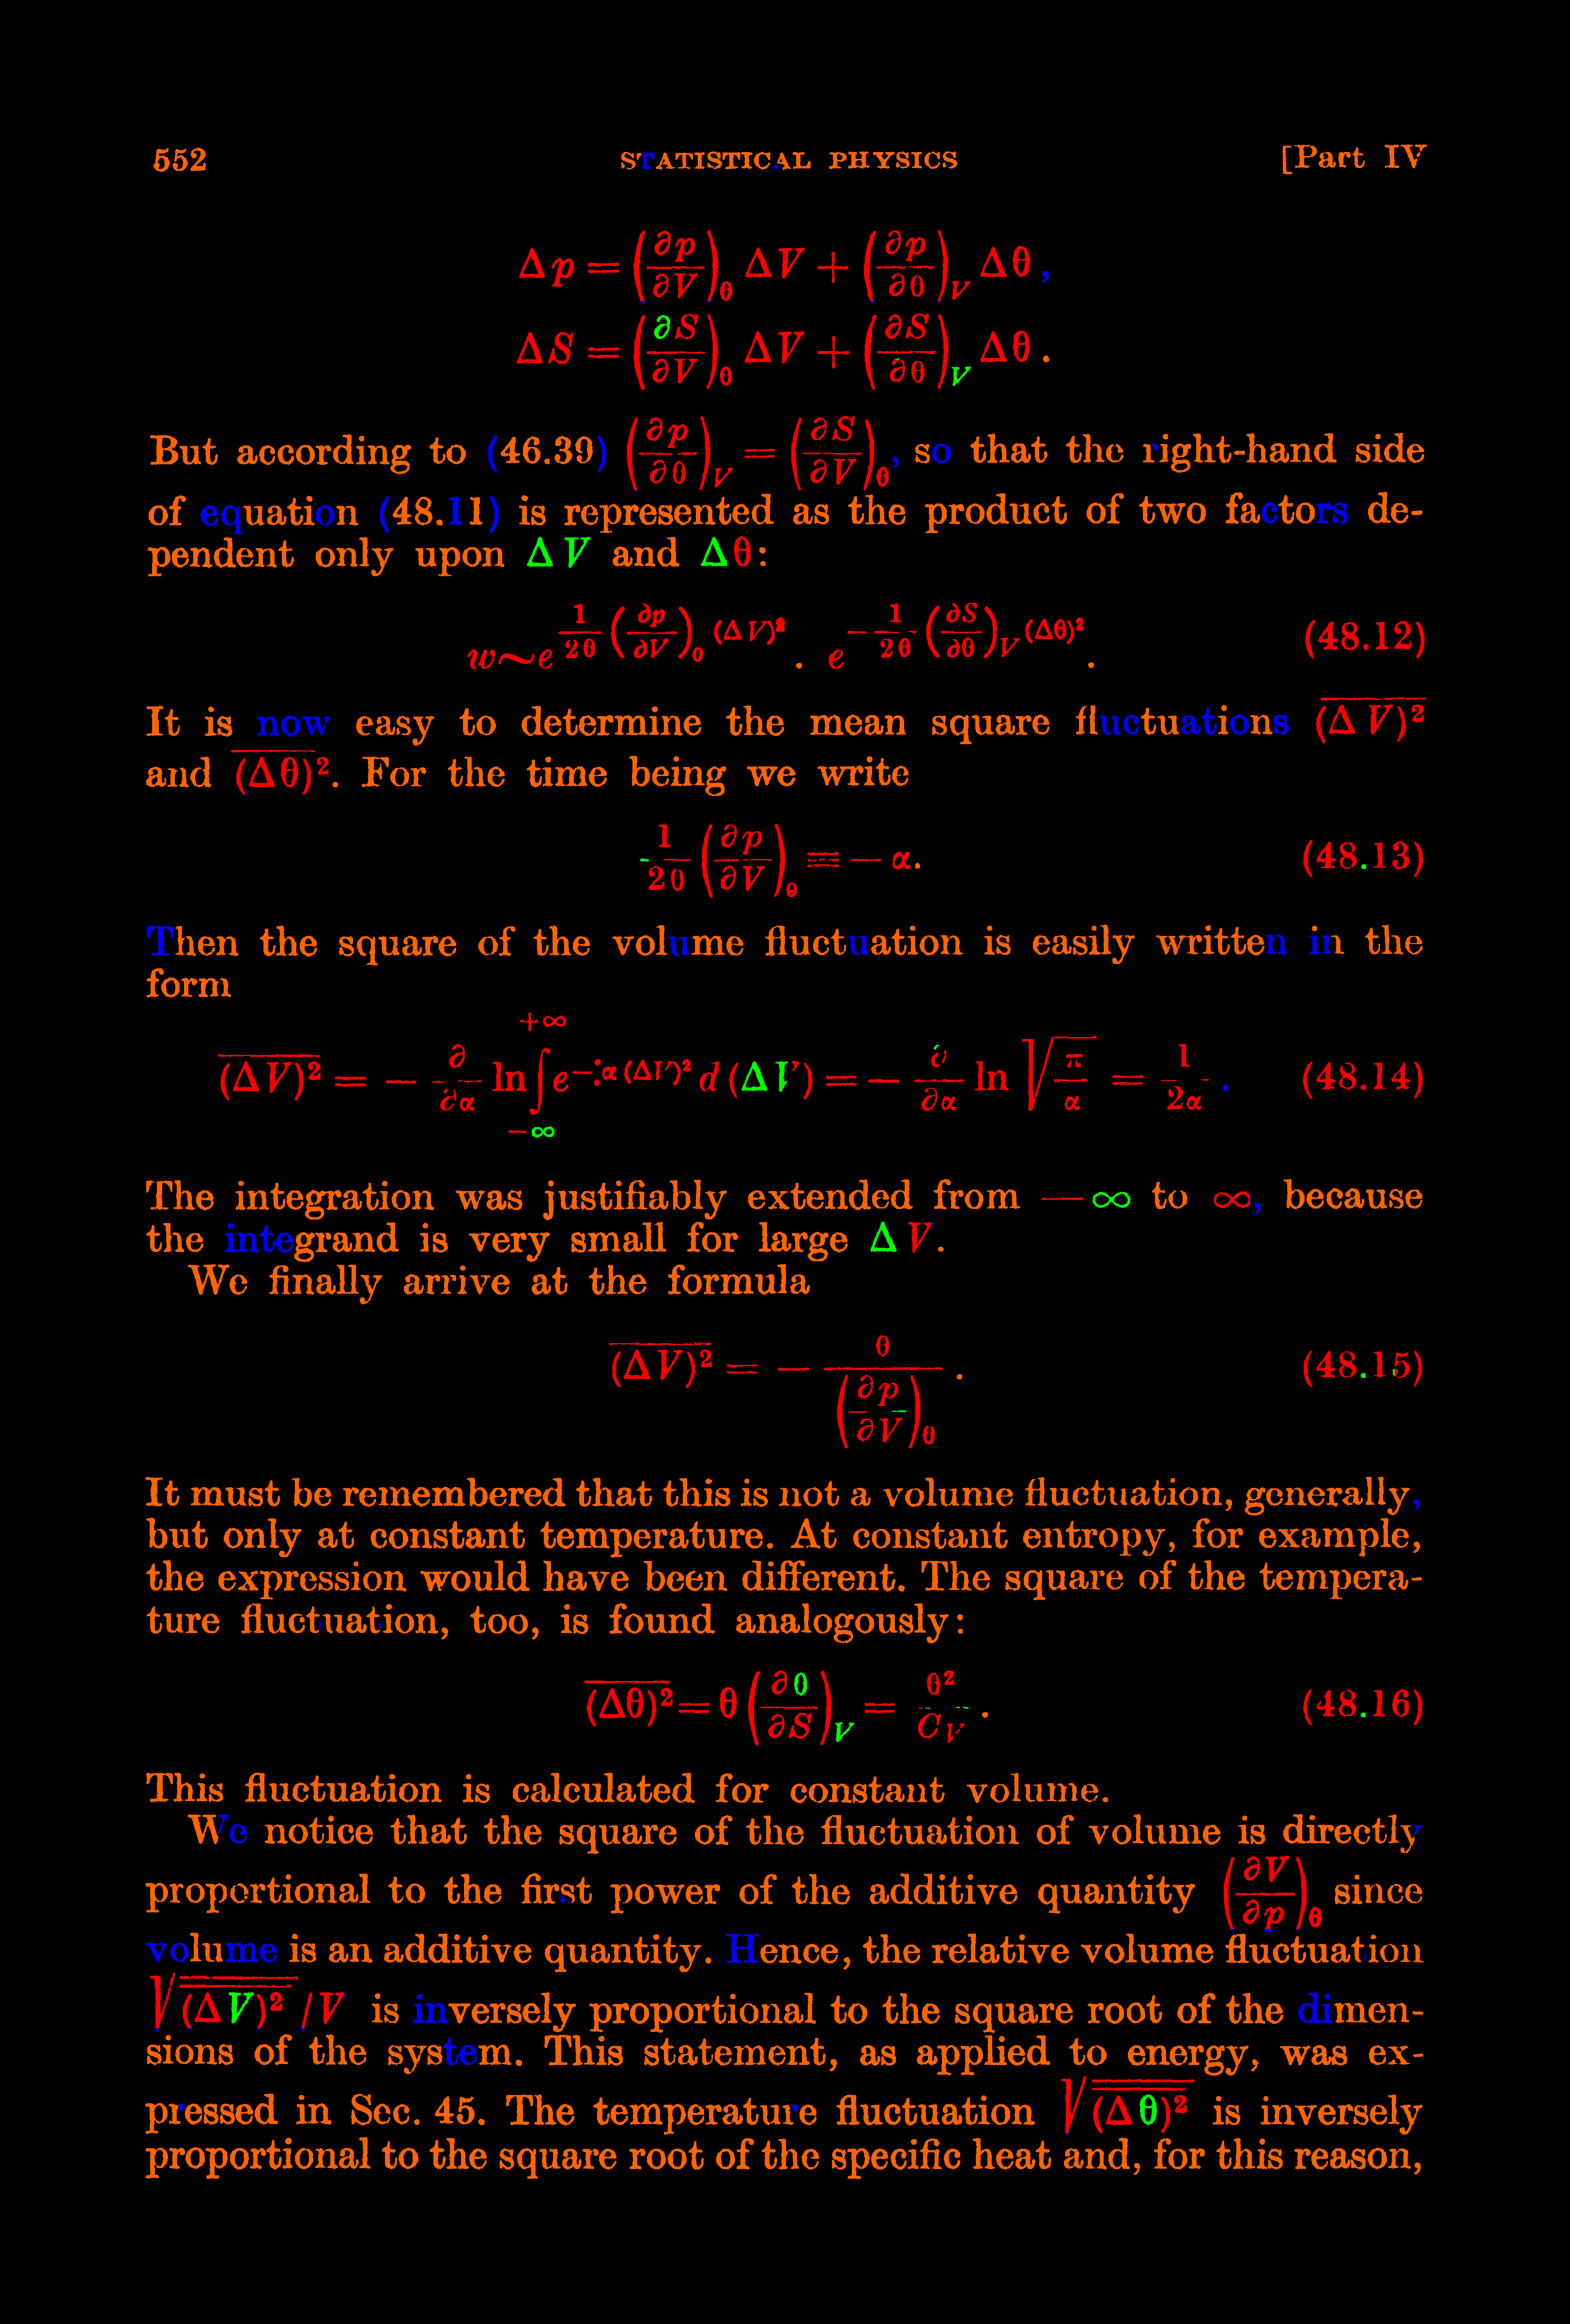 552 STATISTICAL PHYSICS [Part IV
Δp = (∂p/∂V)_θ ΔV + (∂p/∂θ)_V Δθ,
ΔS = (∂S/∂V)_θ ΔV + (∂S/∂θ)_V Δθ.
But according to (46.39) (∂p/∂θ)_V = (∂S/∂V)_θ, so that the right-hand side
of equation (48.11) is represented as the product of two factors de-
pendent only upon ΔV and Δθ:
w ~ e^{1/2θ (∂p/∂V)_θ (ΔV)²} . e^{-1/2θ (∂S/∂θ)_V (Δθ)²}. (48.12)
It is now easy to determine the mean square fluctuations \overline{(ΔV)²}
and \overline{(Δθ)²}. For the time being we write
1/2θ (∂p/∂V)_θ ≡ — α. (48.13)
Then the square of the volume fluctuation is easily written in the
form
\overline{(ΔV)²} = — ∂/∂α ln ∫_{-∞}^{+∞} e^{-α(ΔV)²} d(ΔV) = — ∂/∂α ln √(π/α) = 1/2α. (48.14)
The integration was justifiably extended from — ∞ to ∞, because
the integrand is very small for large ΔV.
We finally arrive at the formula
\overline{(ΔV)²} = — θ/(∂p/∂V)_θ. (48.15)
It must be remembered that this is not a volume fluctuation, generally,
but only at constant temperature. At constant entropy, for example,
the expression would have been different. The square of the tempera-
ture fluctuation, too, is found analogously:
\overline{(Δθ)²} = θ (∂θ/∂S)_V = θ²/C_V. (48.16)
This fluctuation is calculated for constant volume.
We notice that the square of the fluctuation of volume is directly
proportional to the first power of the additive quantity (∂V/∂p)_θ since
volume is an additive quantity. Hence, the relative volume fluctuation
√\overline{(ΔV)²} / V is inversely proportional to the square root of the dimen-
sions of the system. This statement, as applied to energy, was ex-
pressed in Sec. 45. The temperature fluctuation √\overline{(Δθ)²} is inversely
proportional to the square root of the specific heat and, for this reason,